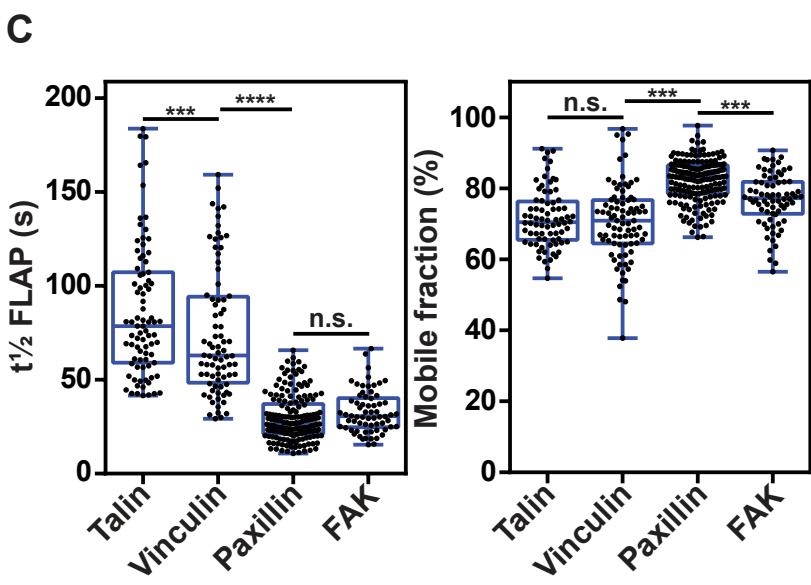 C
t½ FLAP (s)
200
150
100
50
0
***
****
n.s.
Talin
Vinculin
Paxillin
FAK
Mobile fraction (%)
100
80
60
40
20
0
n.s.
***
***
Talin
Vinculin
Paxillin
FAK